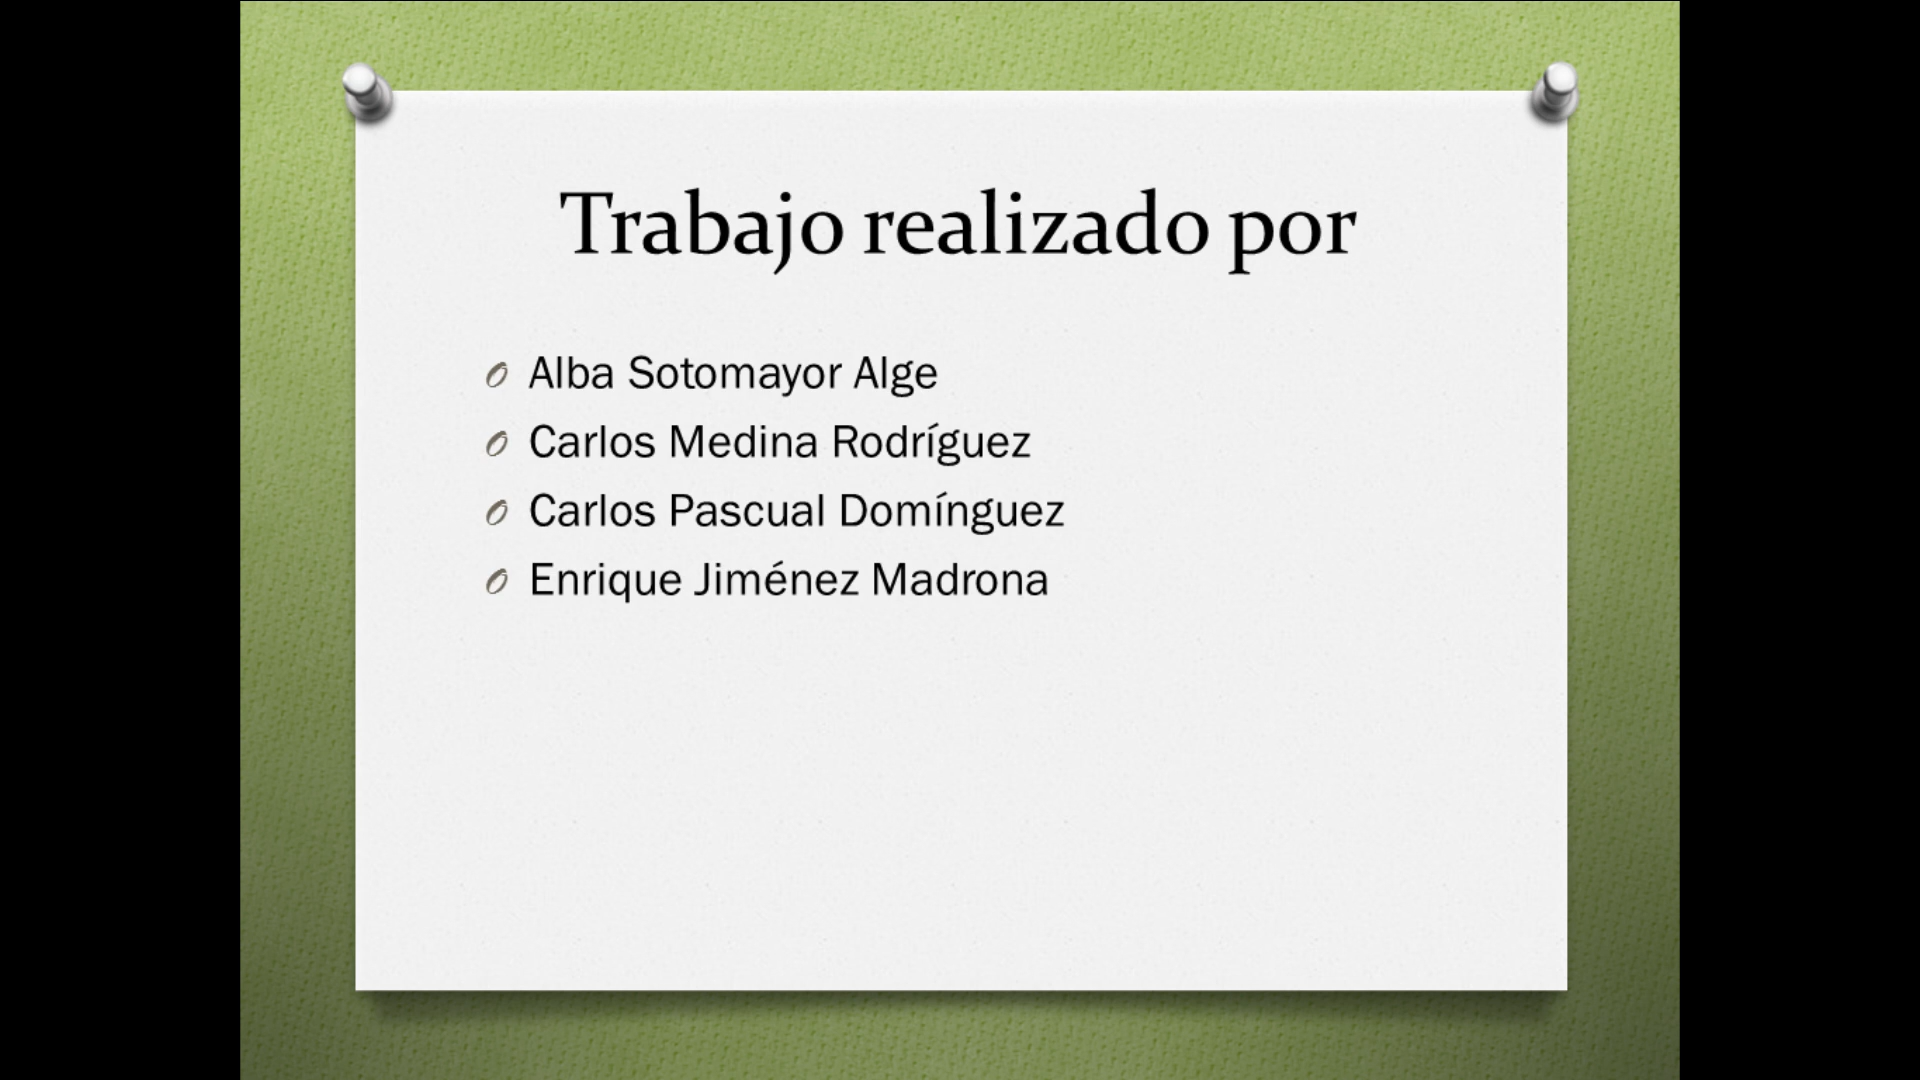 Trabajo realizado por
Alba Sotomayor Alge
Carlos Medina Rodríguez
Carlos Pascual Domínguez
Enrique Jiménez Madrona